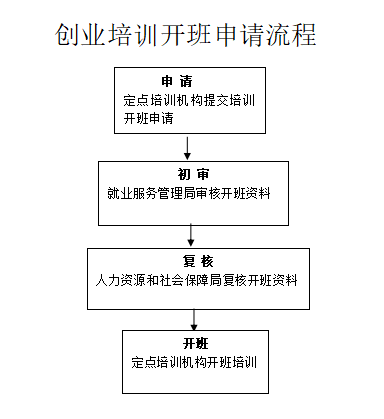 创业培训开班申请流程
申 请
定点培训机构提交培训
开班申请
初 审
就业服务管理局审核开班资料
复 核
人力资源和社会保障局复核开班资料
开班
定点培训机构开班培训